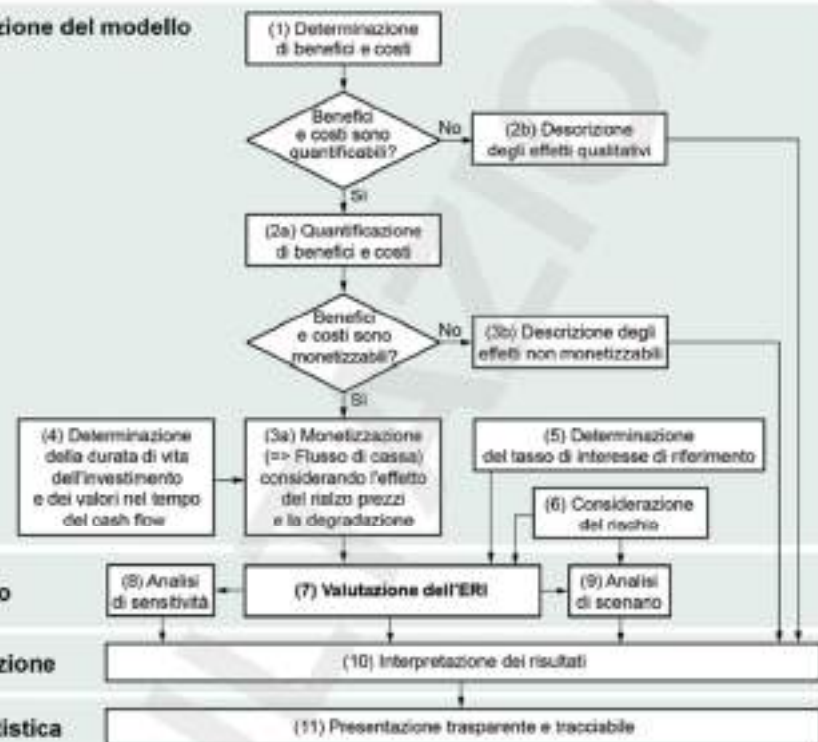 zione del modello
(1) Determinazione
di benefici e costi
Benefici
e costi sono
quantificabili?
No
(2b) Descrizione
degli effetti qualitativi
Sì
(2a) Quantificazione
di benefici e costi
Benefici
e costi sono
monetizzabili?
No
(3b) Descrizione degli
effetti non monetizzabili
Sì
(4) Determinazione
della durata di vita
dell'investimento
e dei valori nel tempo
del cash flow
(3a) Monetizzazione
(=> Flusso di cassa)
considerando l'effetto
del rialzo prezzi
e la degradazione
(5) Determinazione
del tasso di interesse di riferimento
(6) Considerazione
del rischio
o
(8) Analisi
di sensitività
(7) Valutazione dell'ERI
(9) Analisi
di scenario
zione
(10) Interpretazione dei risultati
tistica
(11) Presentazione trasparente e tracciabile